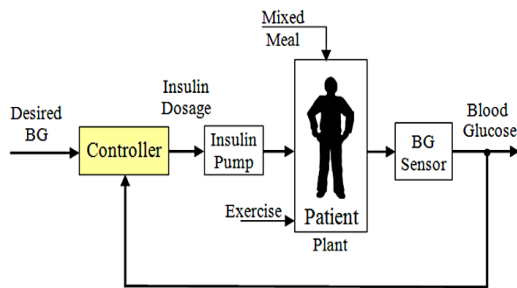 Mixed
Meal
Desired
BG
Controller
Insulin
Dosage
Insulin
Pump
Exercise
Patient
Plant
BG
Sensor
Blood
Glucose